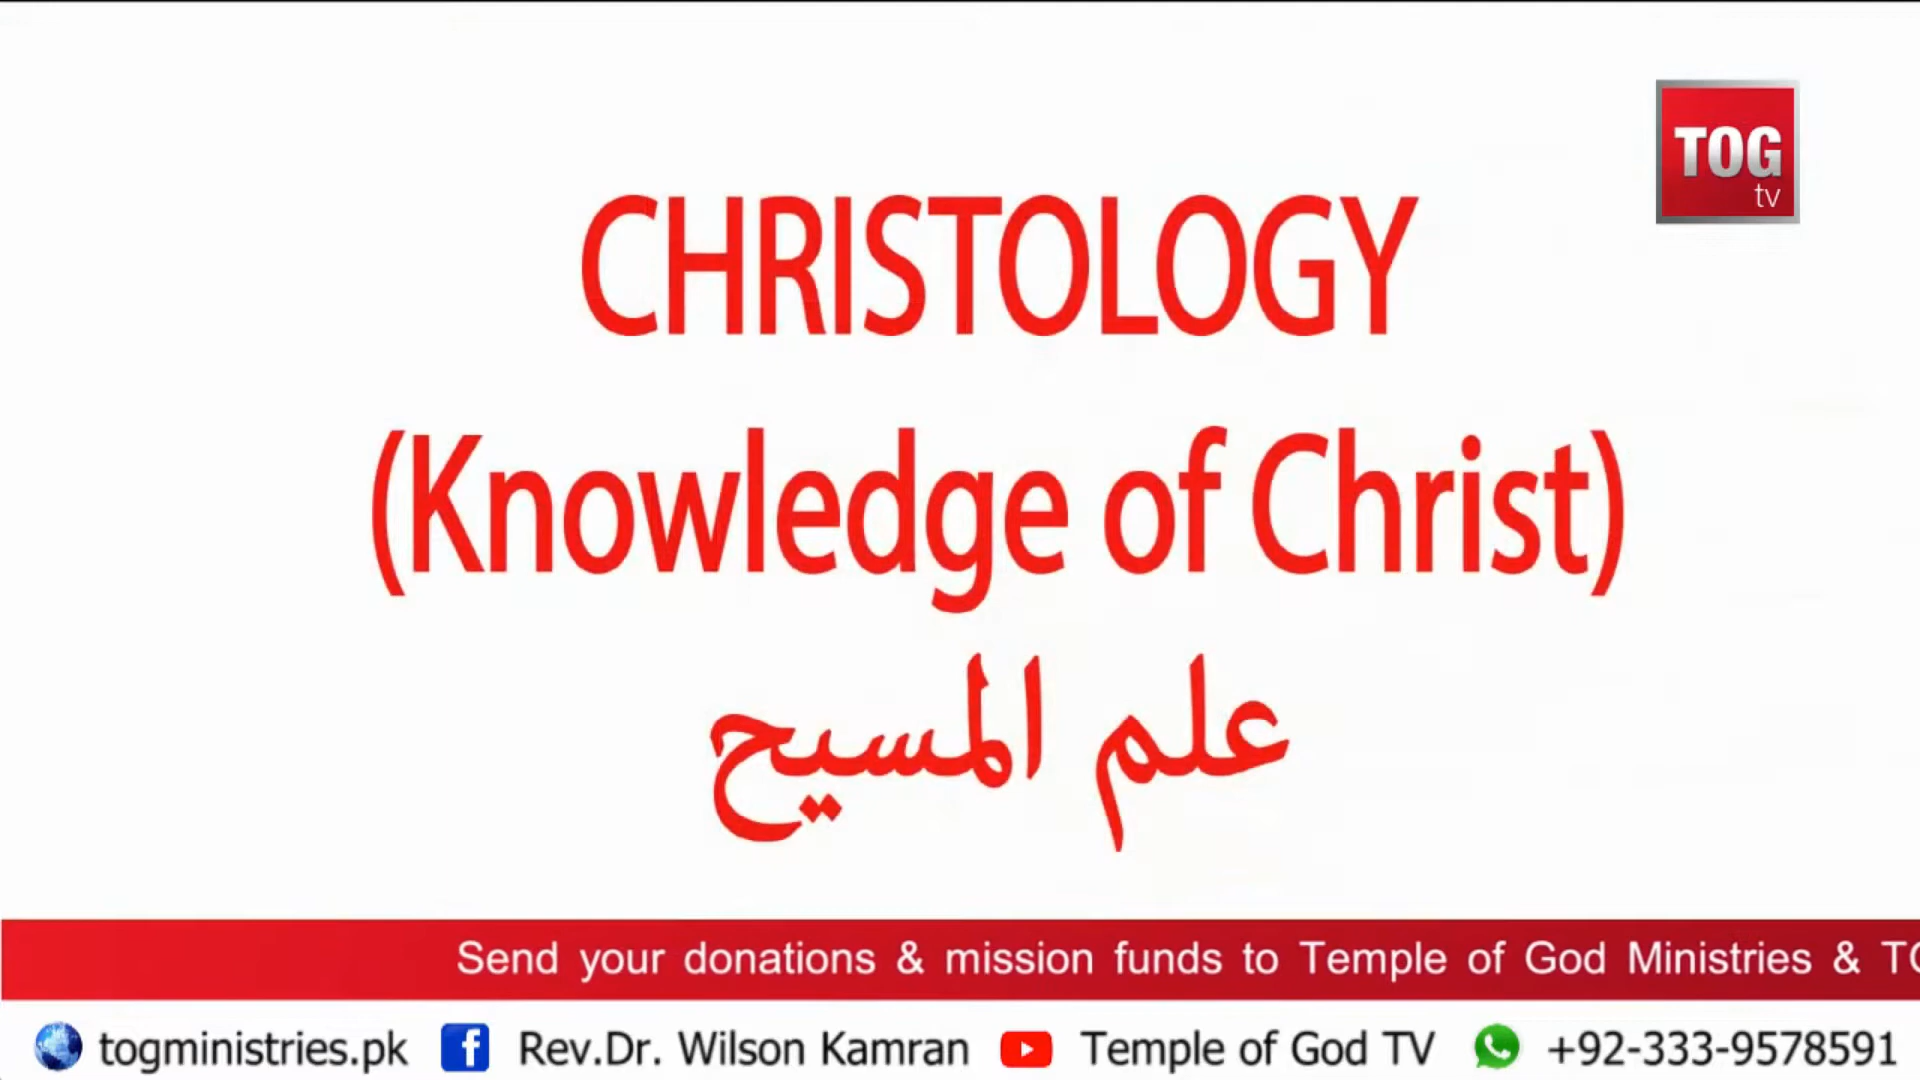 TOG
tv
CHRISTOLOGY
(Knowledge of Christ)
علم المسیح
Send your donations & mission funds to Temple of God Ministries & TO
togministries.pk Rev.Dr. Wilson Kamran Temple of God TV +92-333-9578591